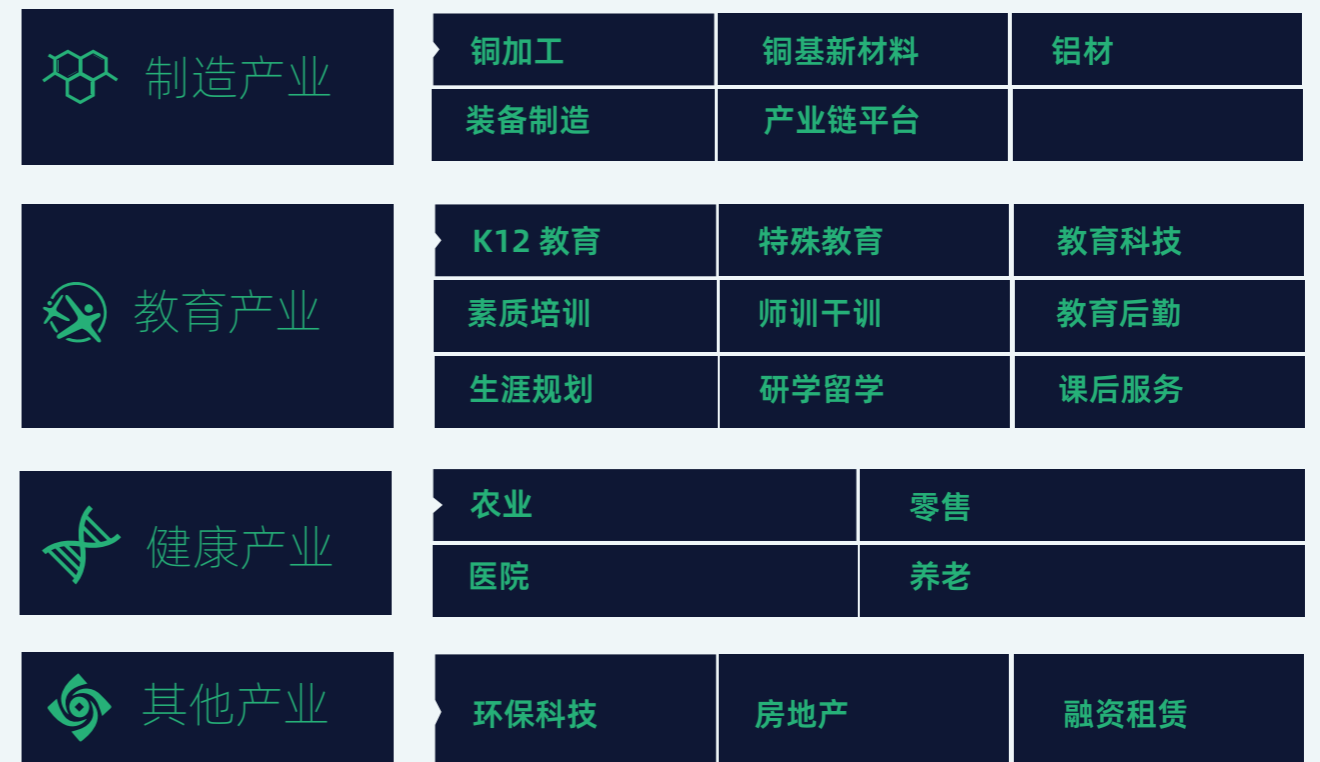 制造产业
铜加工 铜基新材料 铝材
装备制造 产业链平台
教育产业
K12 教育 特殊教育 教育科技
素质培训 师训干训 教育后勤
生涯规划 研学留学 课后服务
健康产业
农业 零售
医院 养老
其他产业
环保科技 房地产 融资租赁